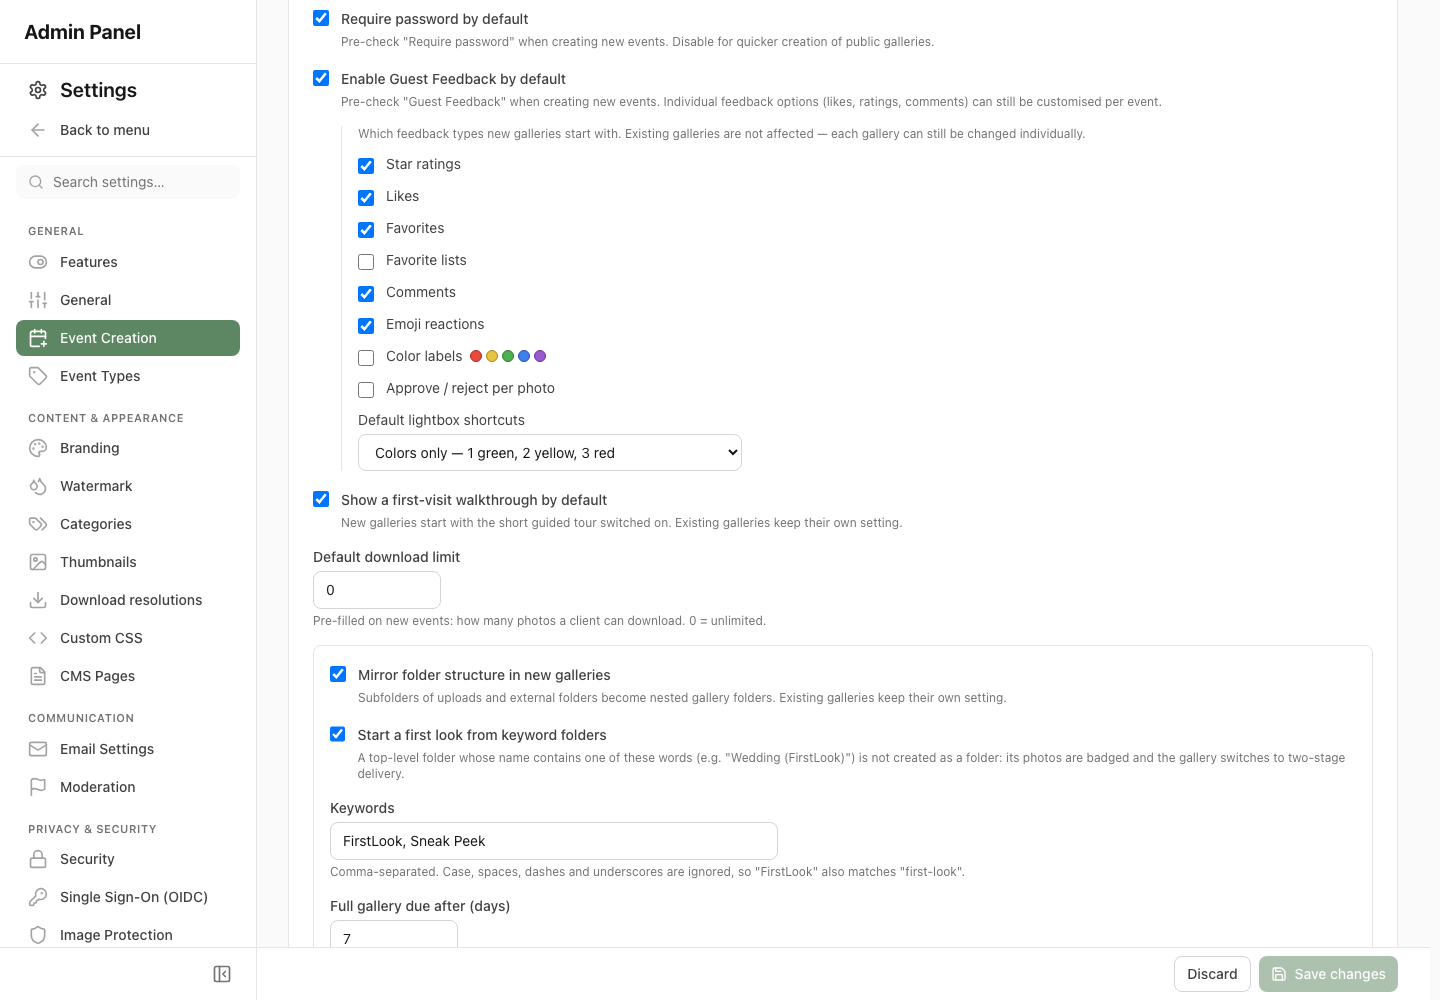 Admin Panel
Settings
Back to menu
Search settings...
GENERAL
Features
General
Event Creation
Event Types
CONTENT & APPEARANCE
Branding
Watermark
Categories
Thumbnails
Download resolutions
Custom CSS
CMS Pages
COMMUNICATION
Email Settings
Moderation
PRIVACY & SECURITY
Security
Single Sign-On (OIDC)
Image Protection
Require password by default
Pre-check "Require password" when creating new events. Disable for quicker creation of public galleries.
Enable Guest Feedback by default
Pre-check "Guest Feedback" when creating new events. Individual feedback options (likes, ratings, comments) can still be customised per event.
Which feedback types new galleries start with. Existing galleries are not affected — each gallery can still be changed individually.
Star ratings
Likes
Favorites
Favorite lists
Comments
Emoji reactions
Color labels
Approve / reject per photo
Default lightbox shortcuts
Colors only — 1 green, 2 yellow, 3 red
Show a first-visit walkthrough by default
New galleries start with the short guided tour switched on. Existing galleries keep their own setting.
Default download limit
0
Pre-filled on new events: how many photos a client can download. 0 = unlimited.
Mirror folder structure in new galleries
Subfolders of uploads and external folders become nested gallery folders. Existing galleries keep their own setting.
Start a first look from keyword folders
A top-level folder whose name contains one of these words (e.g. "Wedding (FirstLook)") is not created as a folder: its photos are badged and the gallery switches to two-stage
delivery.
Keywords
FirstLook, Sneak Peek
Comma-separated. Case, spaces, dashes and underscores are ignored, so "FirstLook" also matches "first-look".
Full gallery due after (days)
7
Discard
Save changes